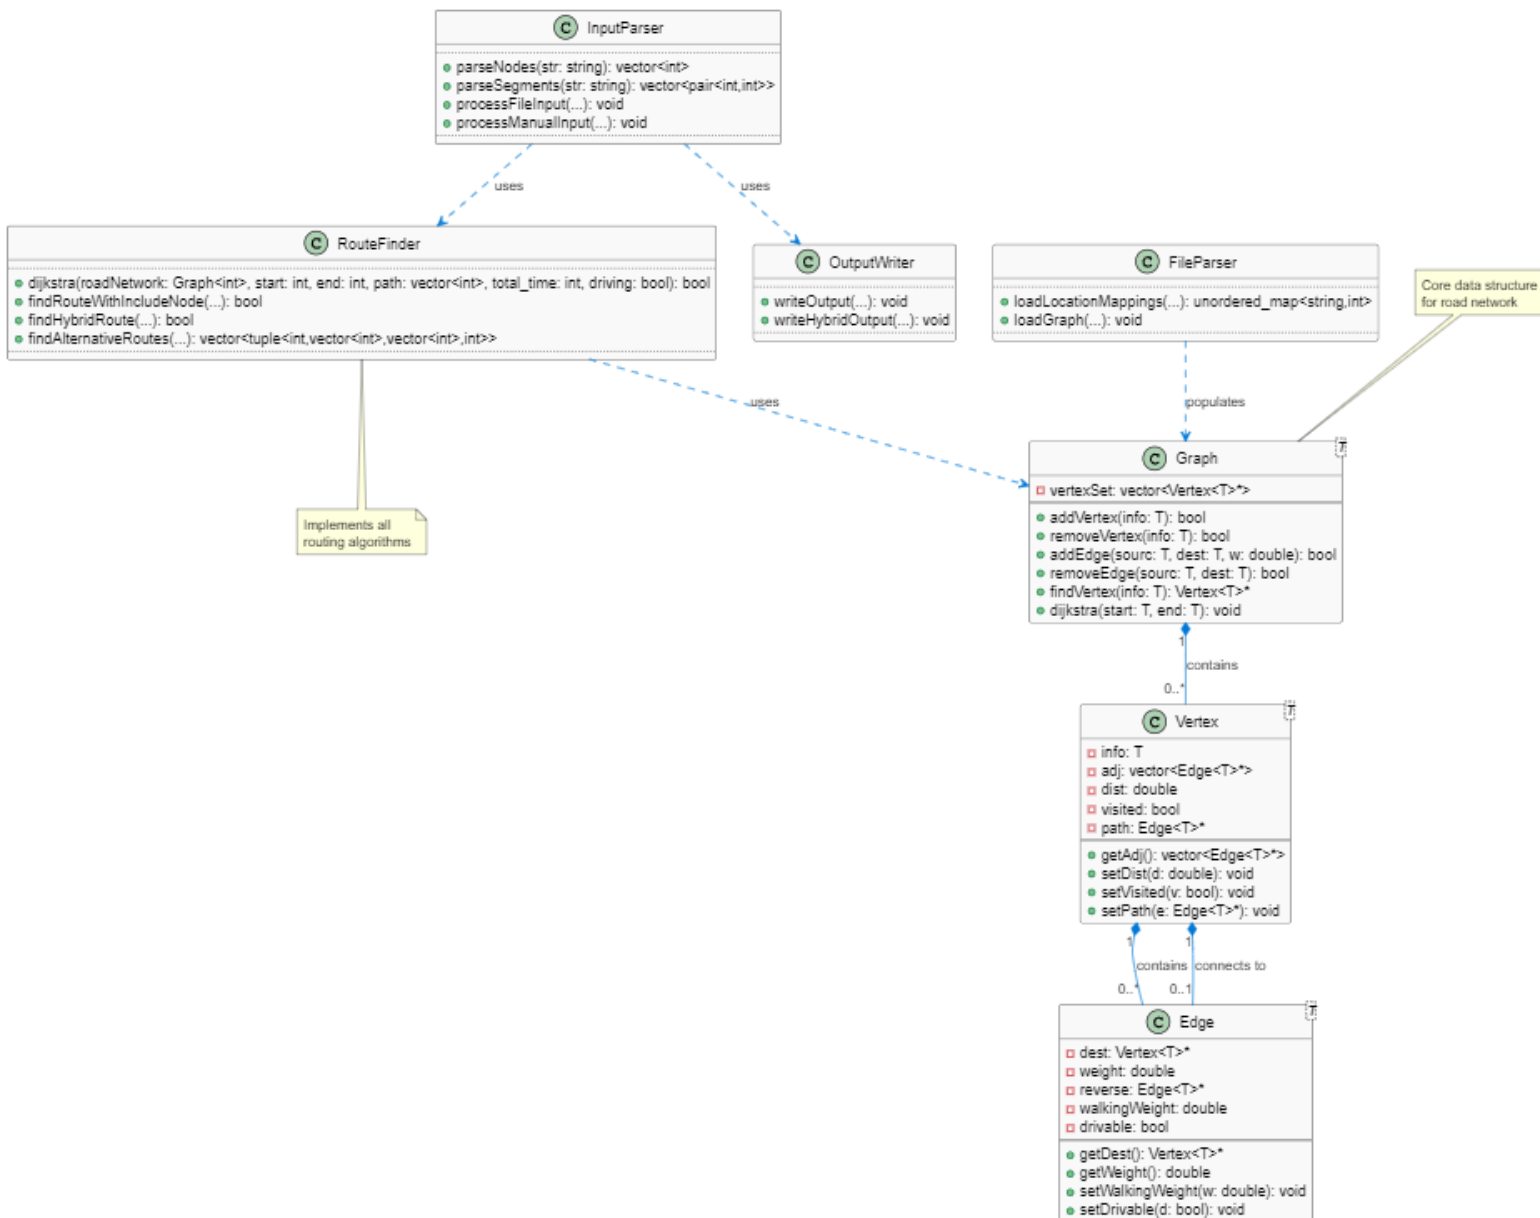 C InputParser
parseNodes(str: string): vector<int>
parseSegments(str: string): vector<pair<int,int>>
processFileInput(...): void
processManualInput(...): void
uses
uses
C RouteFinder
dijkstra(roadNetwork: Graph<int>, start: int, end: int, path: vector<int>, total_time: int, driving: bool): bool
findRouteWithIncludeNode(...): bool
findHybridRoute(...): bool
findAlternativeRoutes(...): vector<tuple<int,vector<int>,vector<int>,int>>
C OutputWriter
writeOutput(...): void
writeHybridOutput(...): void
C FileParser
loadLocationMappings(...): unordered_map<string,int>
loadGraph(...): void
Core data structure
for road network
uses
populates
Implements all
routing algorithms
C Graph
T
vertexSet: vector<Vertex<T>*>
addVertex(info: T): bool
removeVertex(info: T): bool
addEdge(sourc: T, dest: T, w: double): bool
removeEdge(sourc: T, dest: T): bool
findVertex(info: T): Vertex<T>*
dijkstra(start: T, end: T): void
1
contains
0..*
C Vertex
T
info: T
adj: vector<Edge<T>*>
dist: double
visited: bool
path: Edge<T>*
getAdj(): vector<Edge<T>*>
setDist(d: double): void
setVisited(v: bool): void
setPath(e: Edge<T>*): void
1 1
contains connects to
0..* 0..1
C Edge
T
dest: Vertex<T>*
weight: double
reverse: Edge<T>*
walkingWeight: double
drivable: bool
getDest(): Vertex<T>*
getWeight(): double
setWalkingWeight(w: double): void
setDrivable(d: bool): void